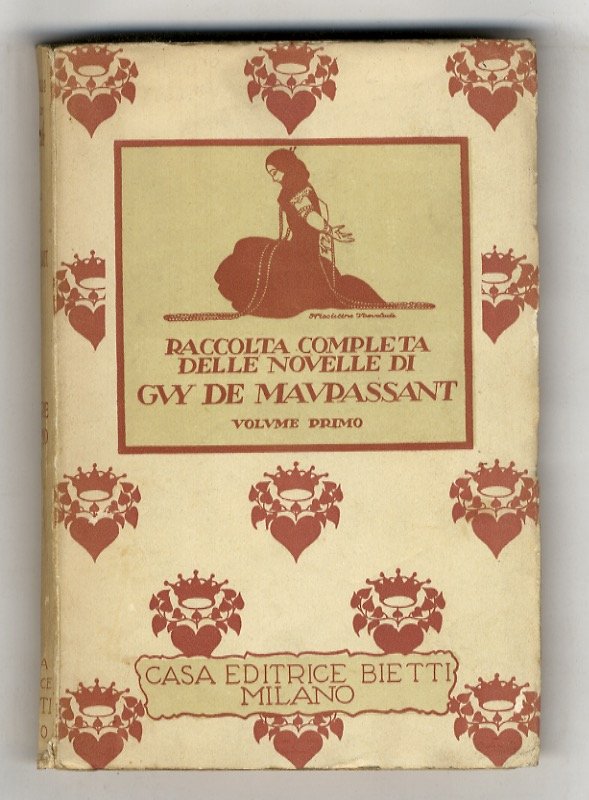 RACCOLTA COMPLETA
DELLE NOVELLE DI
GVY DE MAVPASSANT
VOLVME PRIMO
CASA EDITRICE BIETTI
MILANO